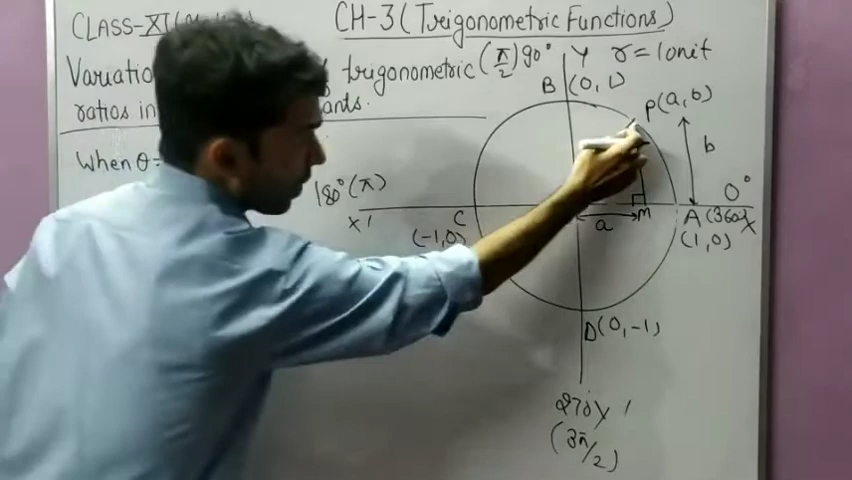 CLASS-XI CH-3 (Trigonometric Functions)
Variation trigonometric
ratios in ants.
When θ=
(π/2) 90° Y r = 1 unit
B (0, 1)
P(a, b)
b
180° (π) 0°
X' C M A (360°) X
a
(-1, 0) (1, 0)
D(0, -1)
270° Y'
(3π/2)